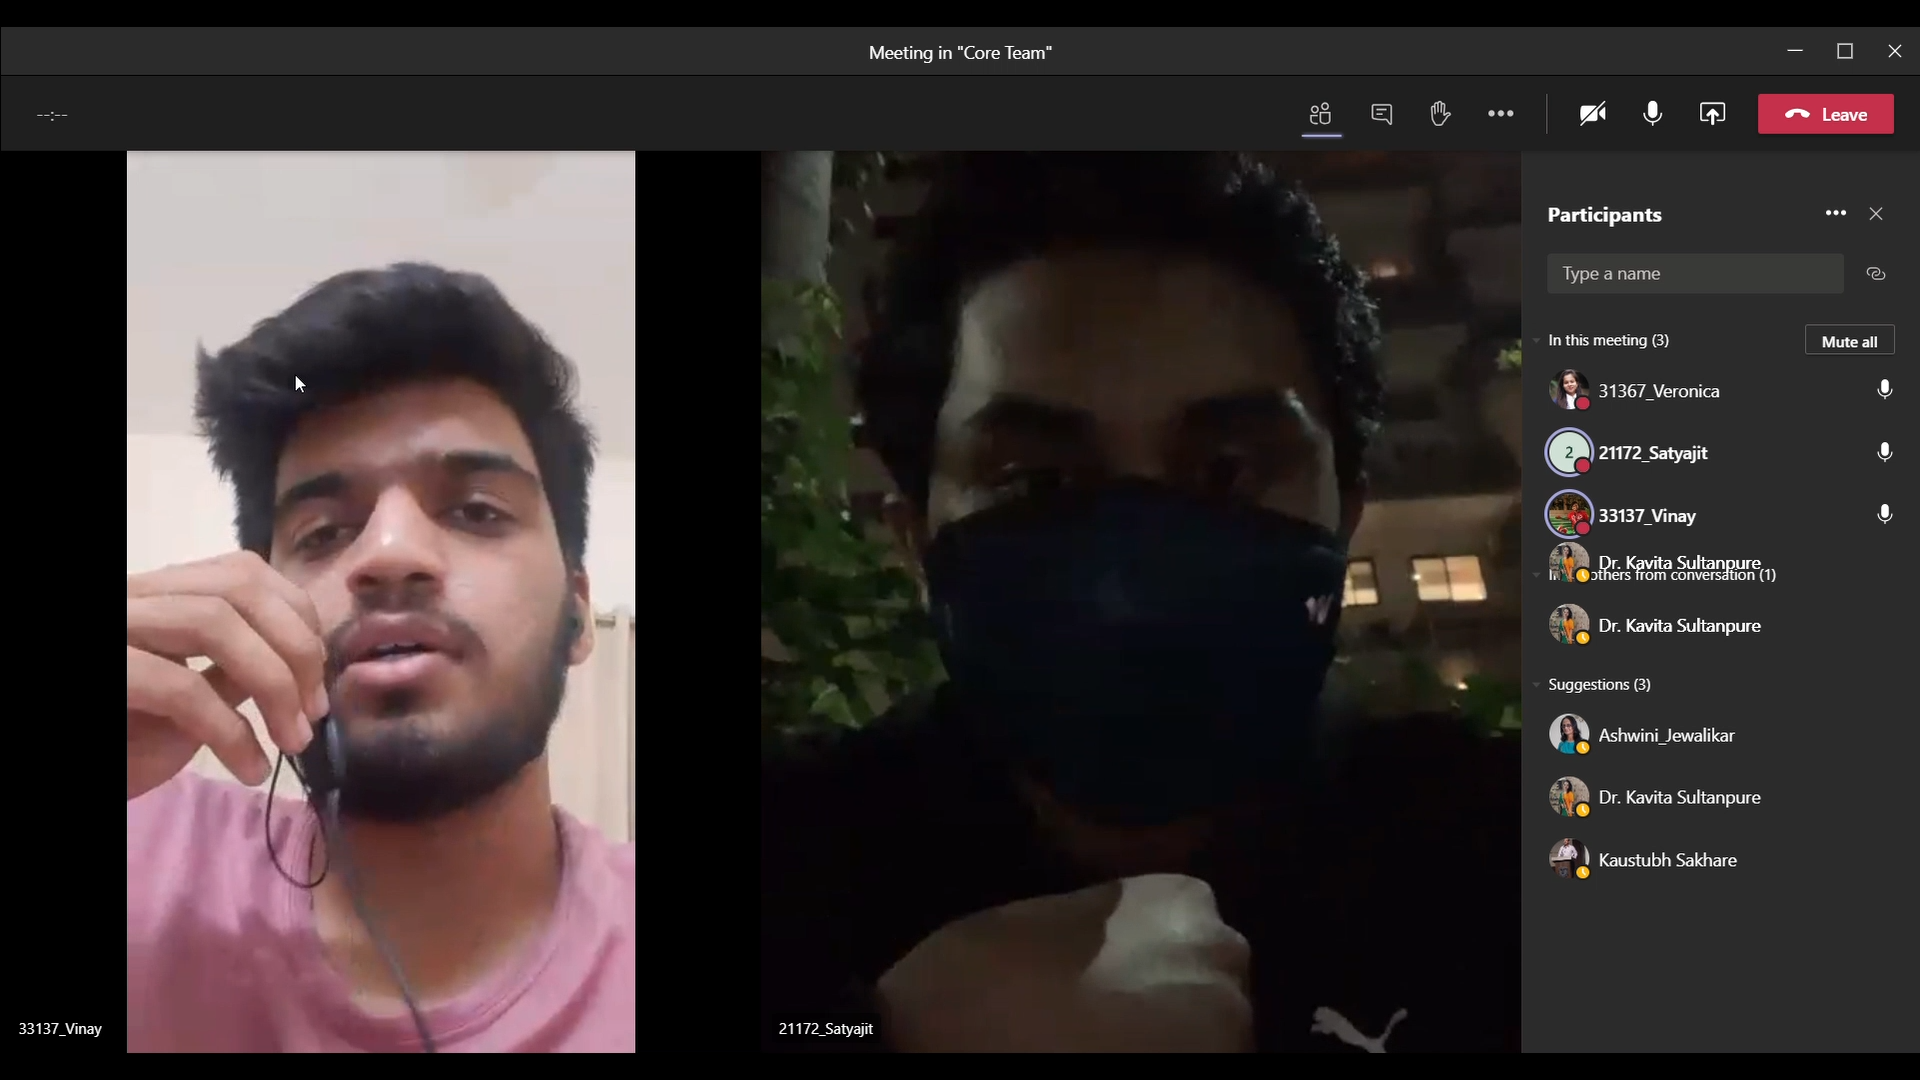 Meeting in "Core Team"
--:--
Leave
Participants
Type a name
In this meeting (3)
Mute all
31367_Veronica
2
21172_Satyajit
33137_Vinay
Dr. Kavita Sultanpure
others from conversation (1)
Dr. Kavita Sultanpure
Suggestions (3)
Ashwini_Jewalikar
Dr. Kavita Sultanpure
Kaustubh Sakhare
33137_Vinay
21172_Satyajit